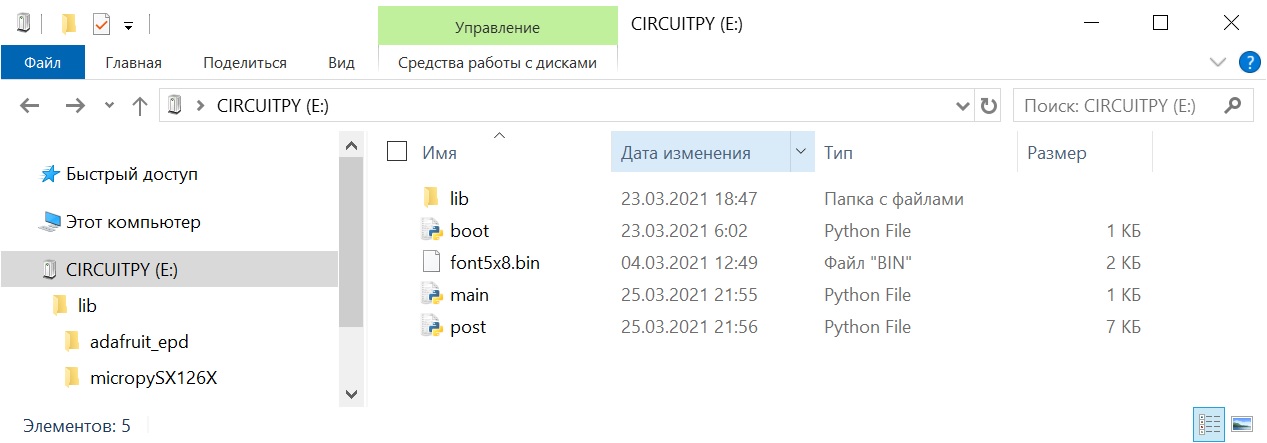 Управление
CIRCUITPY (E:)
Файл Главная Поделиться Вид Средства работы с дисками
CIRCUITPY (E:)
Поиск: CIRCUITPY (E:)
Быстрый доступ
Этот компьютер
CIRCUITPY (E:)
lib
adafruit_epd
micropySX126X
Имя Дата изменения Тип Размер
lib 23.03.2021 18:47 Папка с файлами
boot 23.03.2021 6:02 Python File 1 КБ
font5x8.bin 04.03.2021 12:49 Файл "BIN" 2 КБ
main 25.03.2021 21:55 Python File 1 КБ
post 25.03.2021 21:56 Python File 7 КБ
Элементов: 5